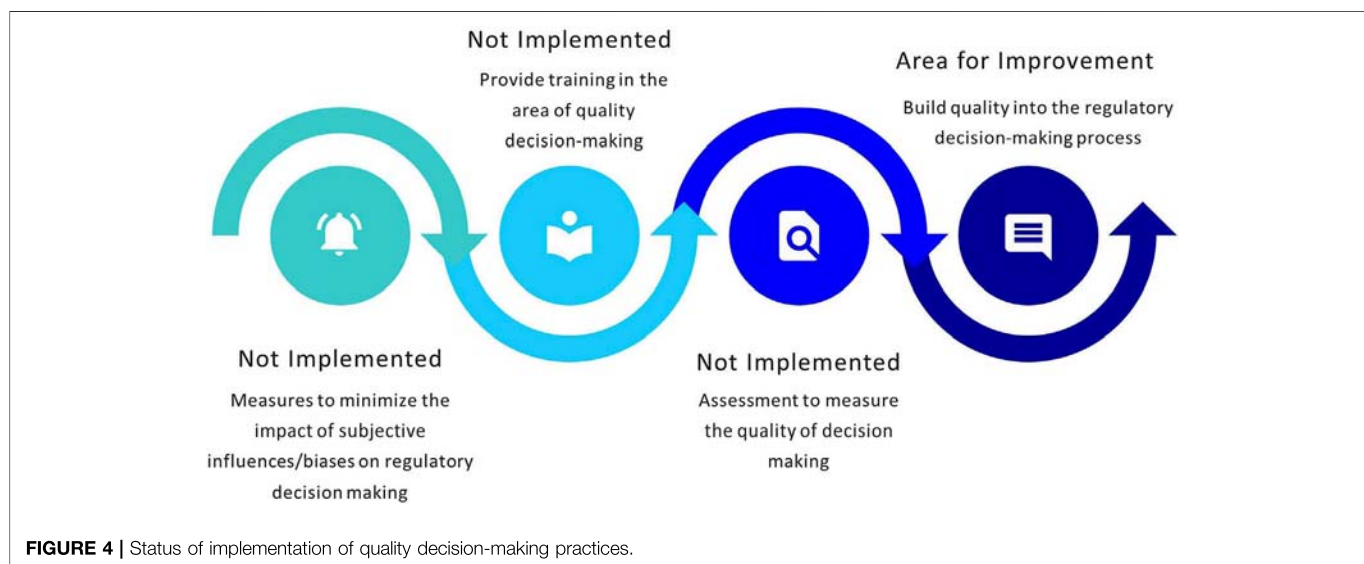 Not Implemented
Measures to minimize the
impact of subjective
influences/biases on regulatory
decision making
Not Implemented
Provide training in the
area of quality
decision-making
Not Implemented
Assessment to measure
the quality of decision
making
Area for Improvement
Build quality into the regulatory
decision-making process
FIGURE 4 | Status of implementation of quality decision-making practices.